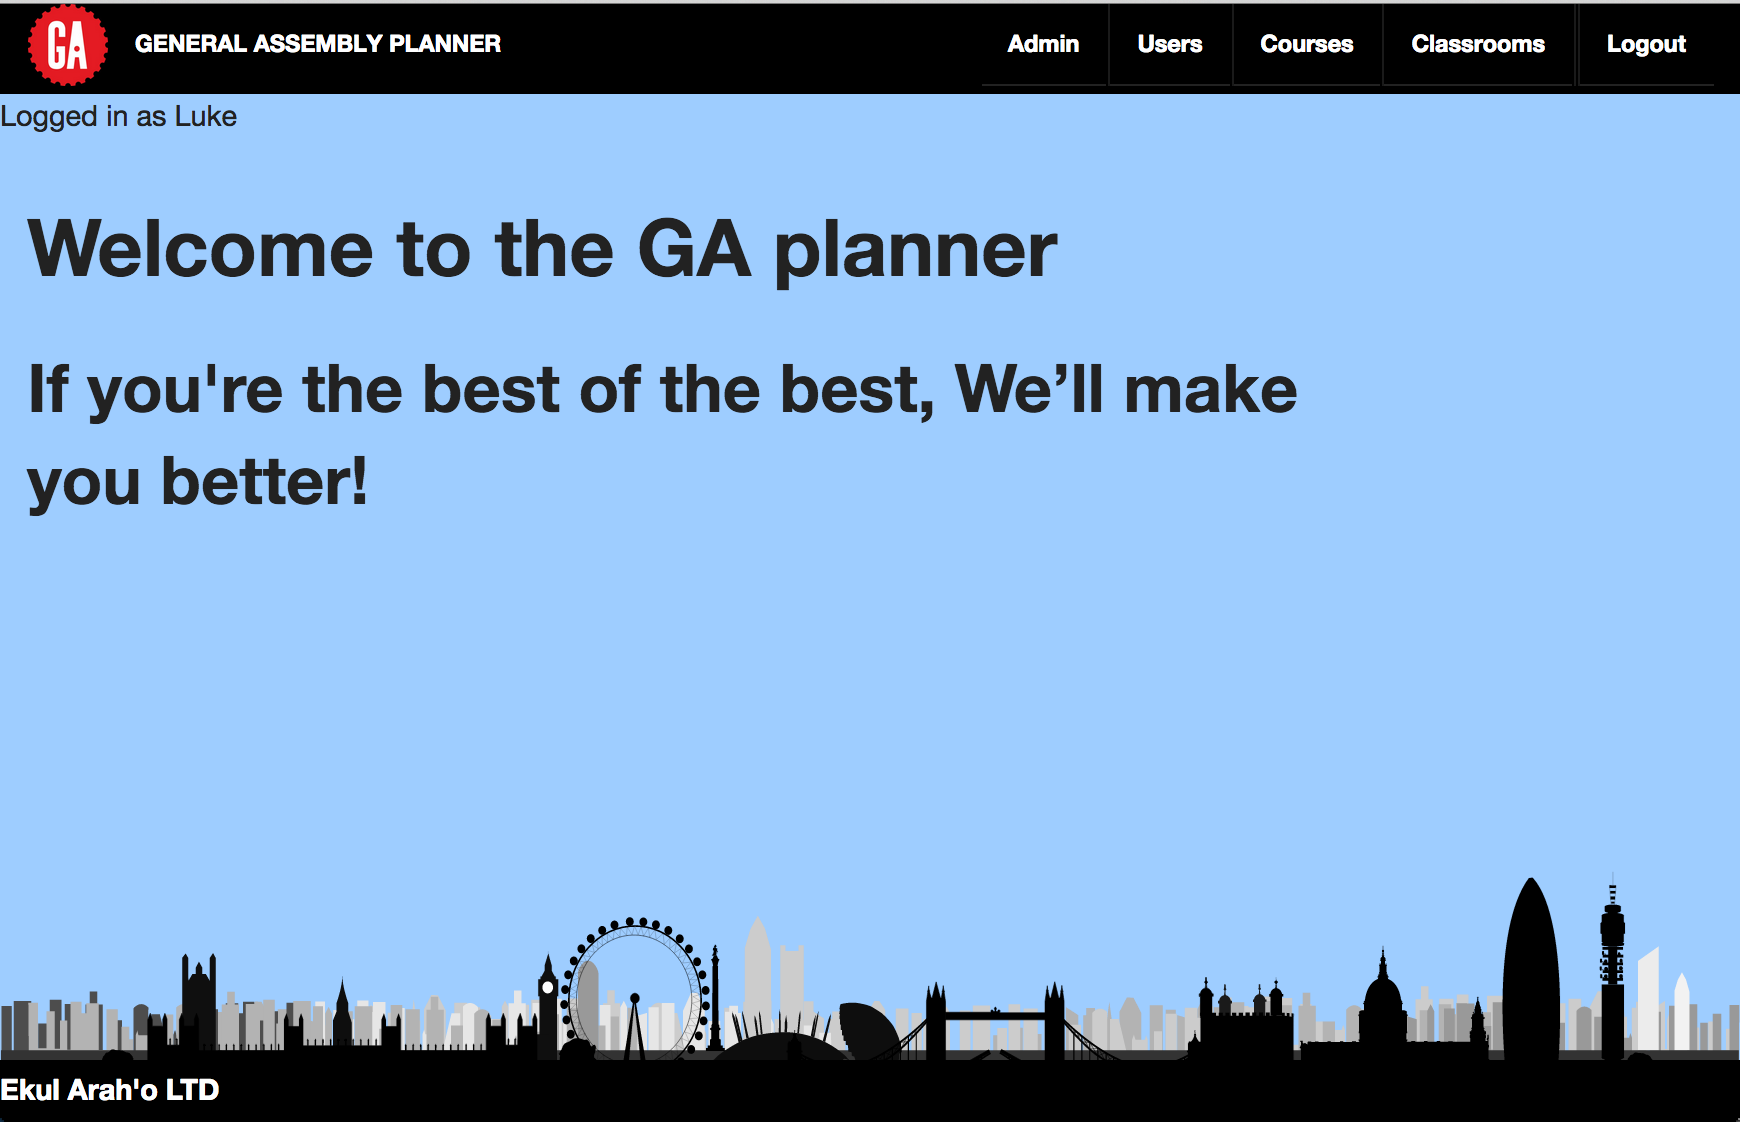 GA
GENERAL ASSEMBLY PLANNER
Admin
Users
Courses
Classrooms
Logout
Logged in as Luke
Welcome to the GA planner
If you're the best of the best, We’ll make
you better!
Ekul Arah'o LTD